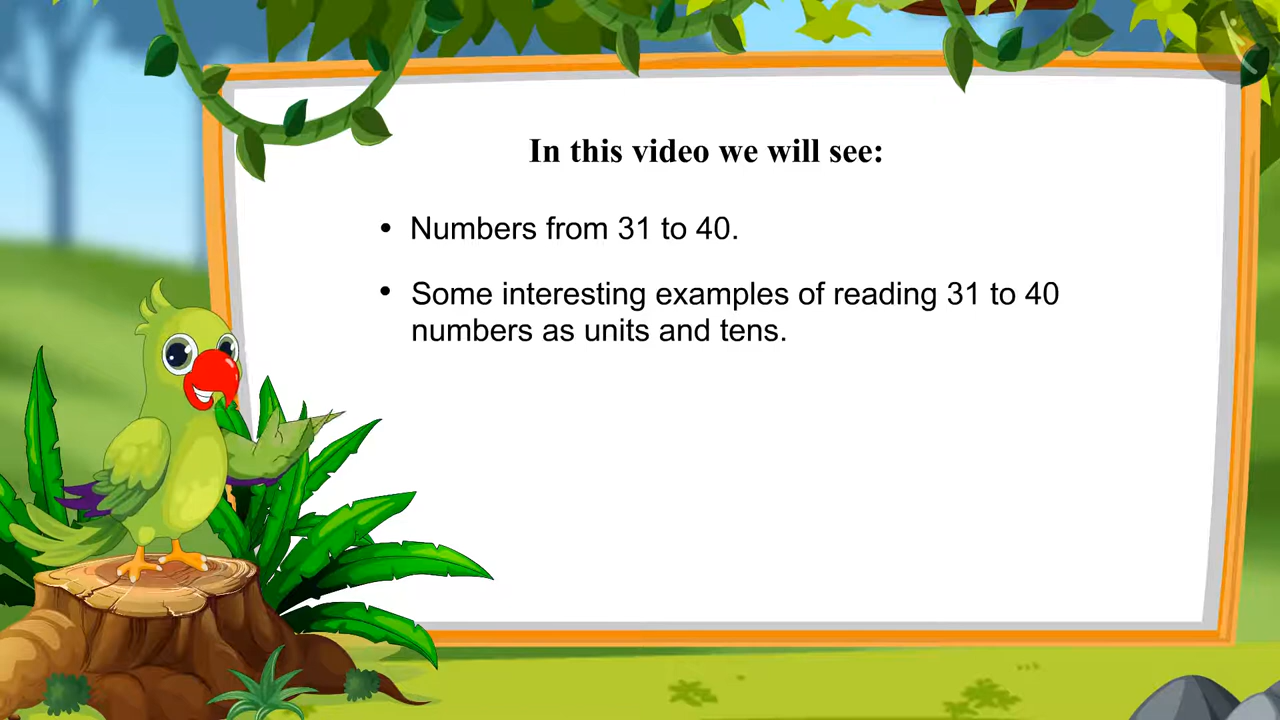 In this video we will see:
• Numbers from 31 to 40.
• Some interesting examples of reading 31 to 40
numbers as units and tens.